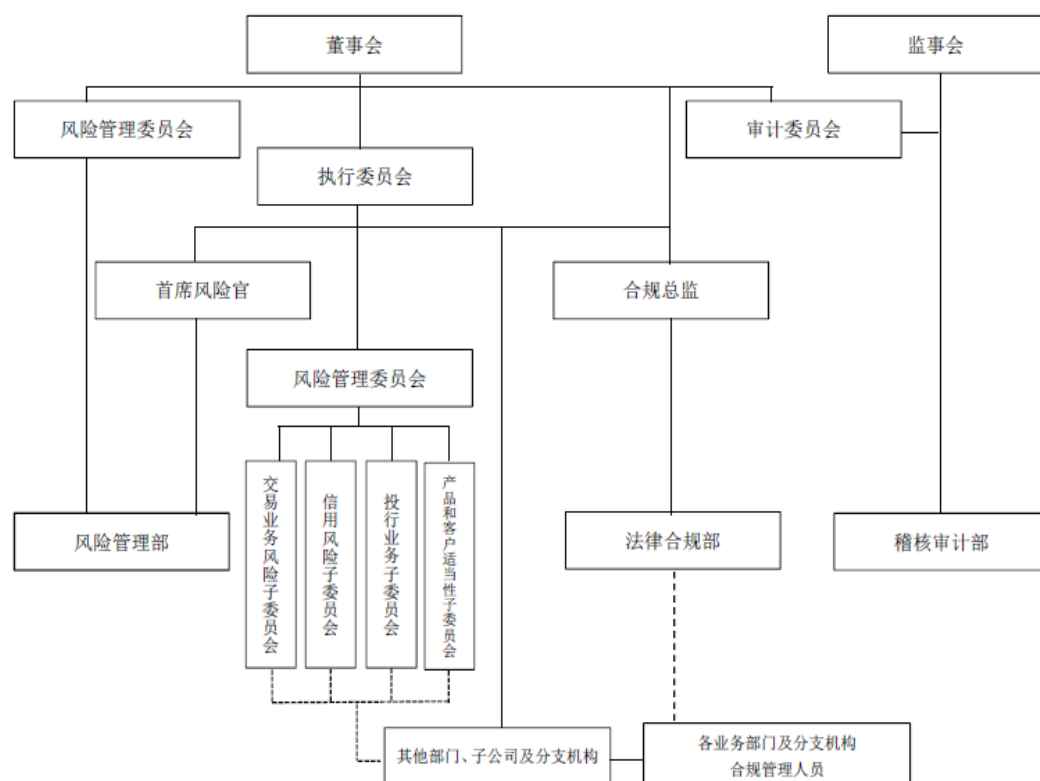 董事会
监事会
风险管理委员会
审计委员会
执行委员会
首席风险官
合规总监
风险管理委员会
交易业务风险子委员会
信用风险子委员会
投行业务子委员会
产品和客户适当性子委员会
风险管理部
法律合规部
稽核审计部
其他部门、子公司及分支机构
各业务部门及分支机构
合规管理人员